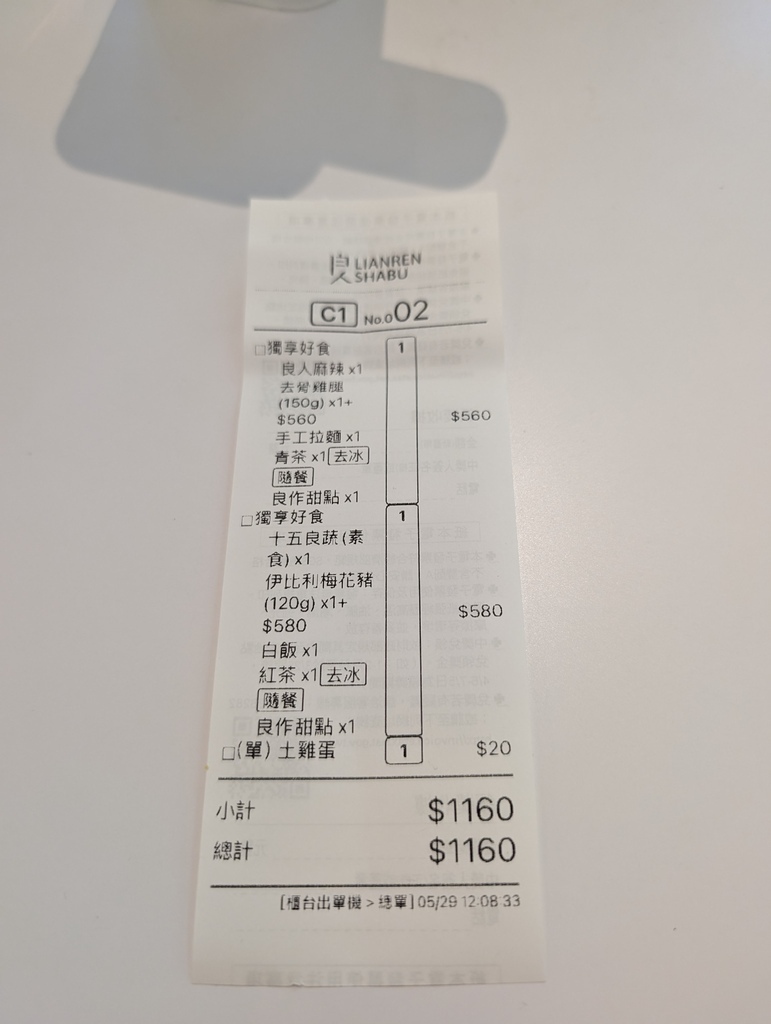 良人 LIANREN
SHABU
C1 No.002
□獨享好食 1
良人麻辣 x1
去骨雞腿
(150g) x1+ $560
$560
手工拉麵 x1
青茶 x1 去冰
隨餐
良作甜點 x1
□獨享好食 1
十五良蔬(素
食) x1
伊比利梅花豬
(120g) x1+ $580
$580
白飯 x1
紅茶 x1 去冰
隨餐
良作甜點 x1
□(單) 土雞蛋 1 $20
小計 $1160
總計 $1160
[櫃台出單機 > 總單] 05/29 12:08:33